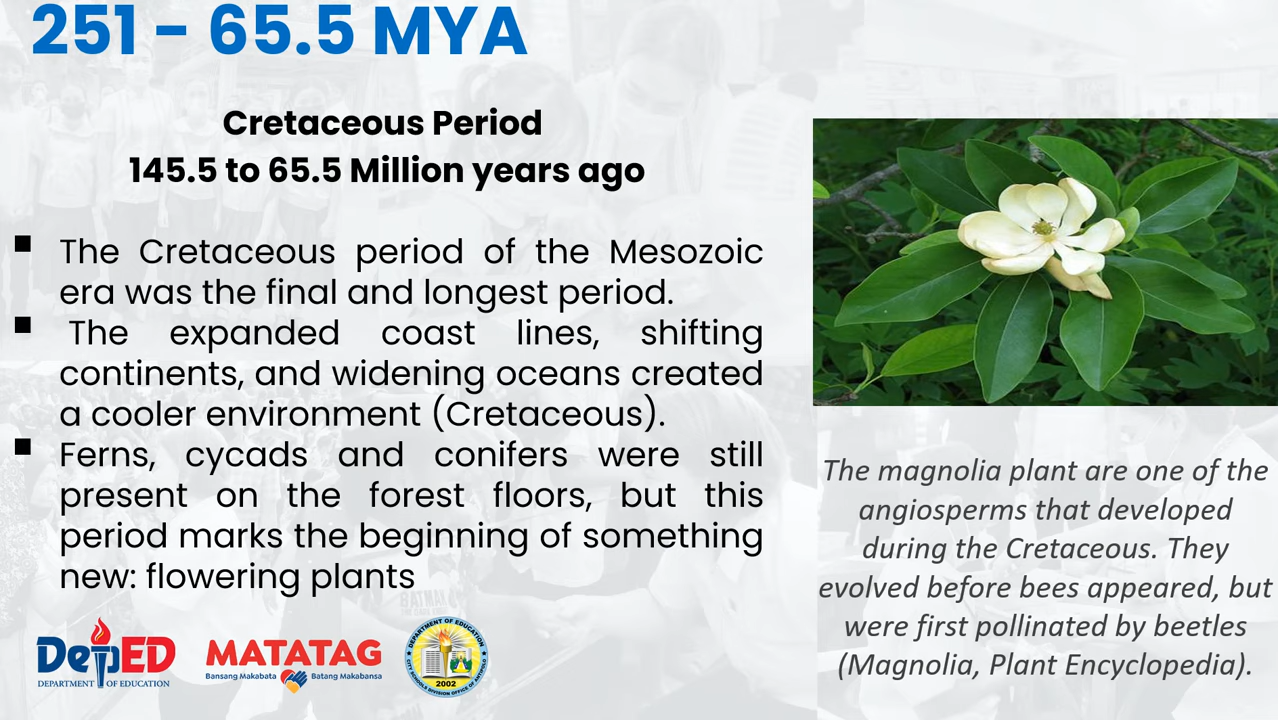 251 - 65.5 MYA
Cretaceous Period
145.5 to 65.5 Million years ago
▪ The Cretaceous period of the Mesozoic
era was the final and longest period.
▪ The expanded coast lines, shifting
continents, and widening oceans created
a cooler environment (Cretaceous).
▪ Ferns, cycads and conifers were still
present on the forest floors, but this
period marks the beginning of something
new: flowering plants
The magnolia plant are one of the
angiosperms that developed
during the Cretaceous. They
evolved before bees appeared, but
were first pollinated by beetles
(Magnolia, Plant Encyclopedia).
DepED
DEPARTMENT OF EDUCATION
MATATAG
Bansang Makabata Batang Makabansa
DEPARTMENT OF EDUCATION
2002